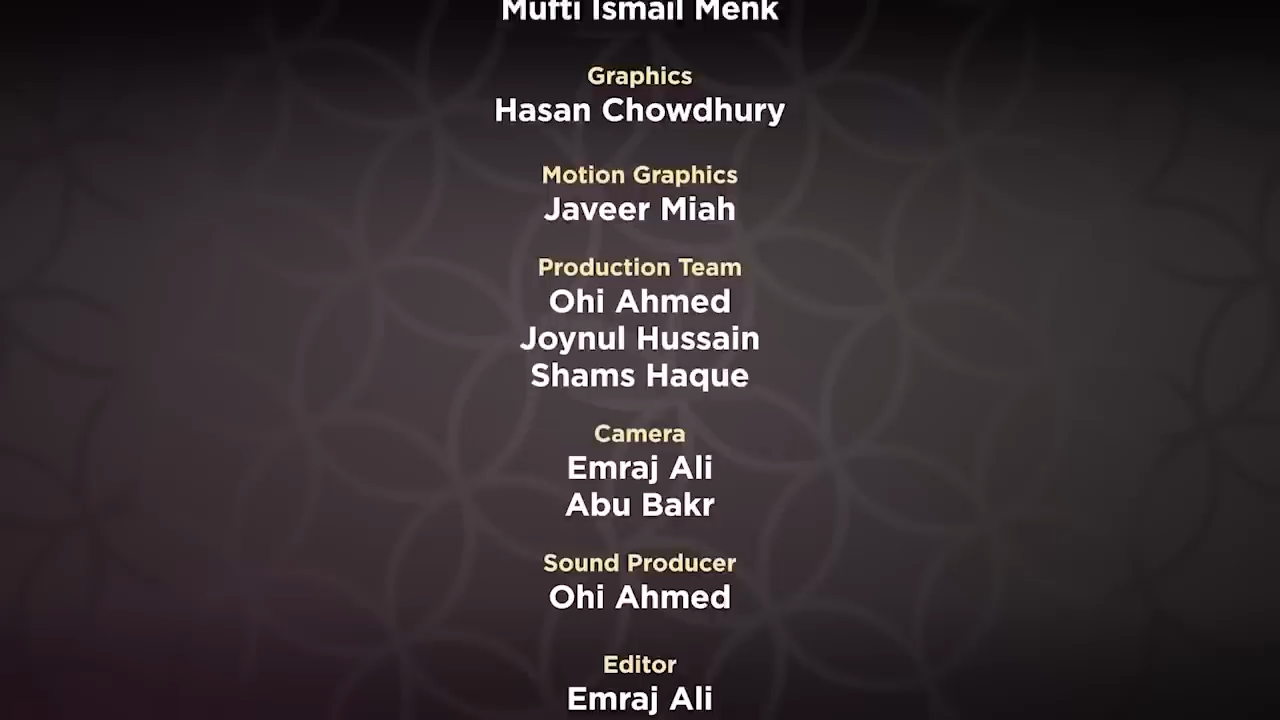 Mufti Ismail Menk
Graphics
Hasan Chowdhury
Motion Graphics
Javeer Miah
Production Team
Ohi Ahmed
Joynul Hussain
Shams Haque
Camera
Emraj Ali
Abu Bakr
Sound Producer
Ohi Ahmed
Editor
Emraj Ali